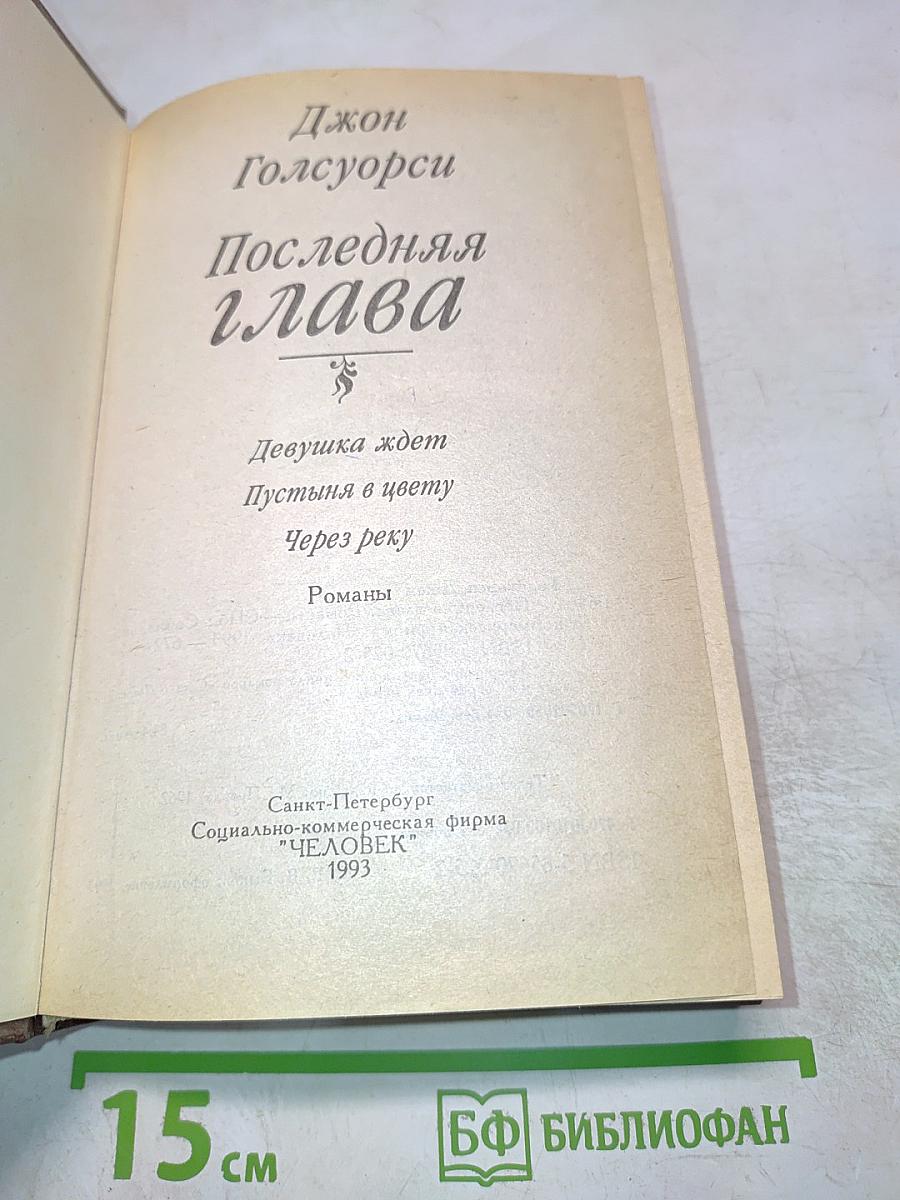 Джон
Голсуорси
Последняя
глава
Девушка ждет
Пустыня в цвету
Через реку
Романы
Санкт-Петербург
Социально-коммерческая фирма
"ЧЕЛОВЕК"
1993
15 см
БФ БИБЛИОФАН